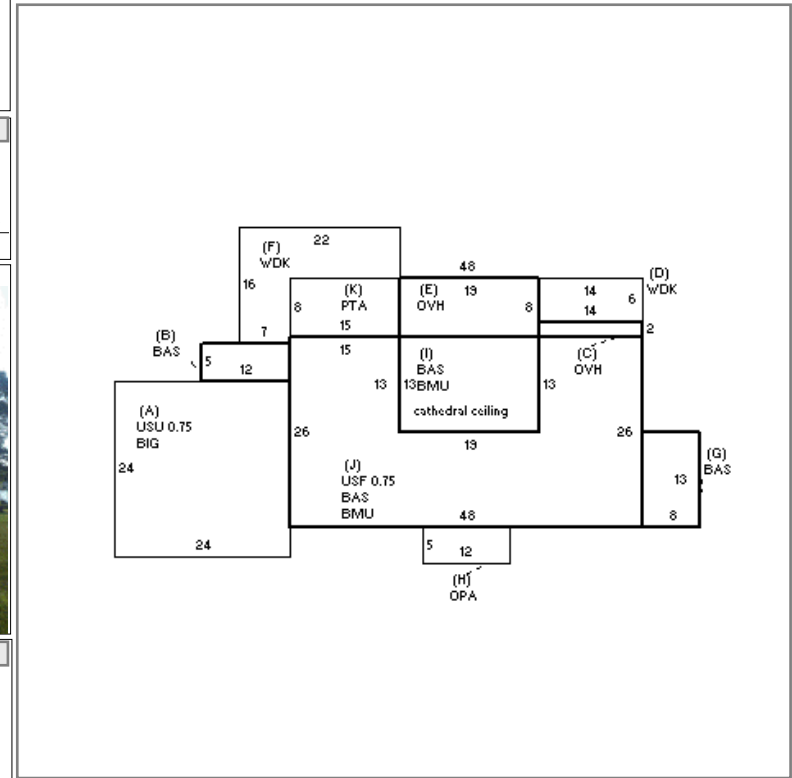 22
(F)
WDK
16
7
48
(D)
WDK
(K)
PTA
8
15
(E)
OVH
19
8
14
6
14
2
(B)
BAS
5
12
15
(I)
BAS
BMU
13
13
13
cathedral ceiling
19
(C)
OVH
(A)
USU 0.75
BIG
24
24
26
26
(J)
USF 0.75
BAS
BMU
48
(G)
BAS
13
8
5
12
(H)
OPA